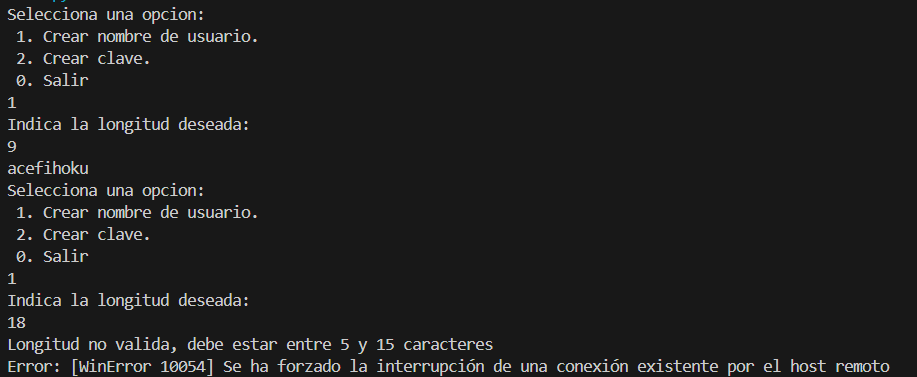 Selecciona una opcion:
 1. Crear nombre de usuario.
 2. Crear clave.
 0. Salir
1
Indica la longitud deseada:
9
acefihoku
Selecciona una opcion:
 1. Crear nombre de usuario.
 2. Crear clave.
 0. Salir
1
Indica la longitud deseada:
18
Longitud no valida, debe estar entre 5 y 15 caracteres
Error: [WinError 10054] Se ha forzado la interrupción de una conexión existente por el host remoto